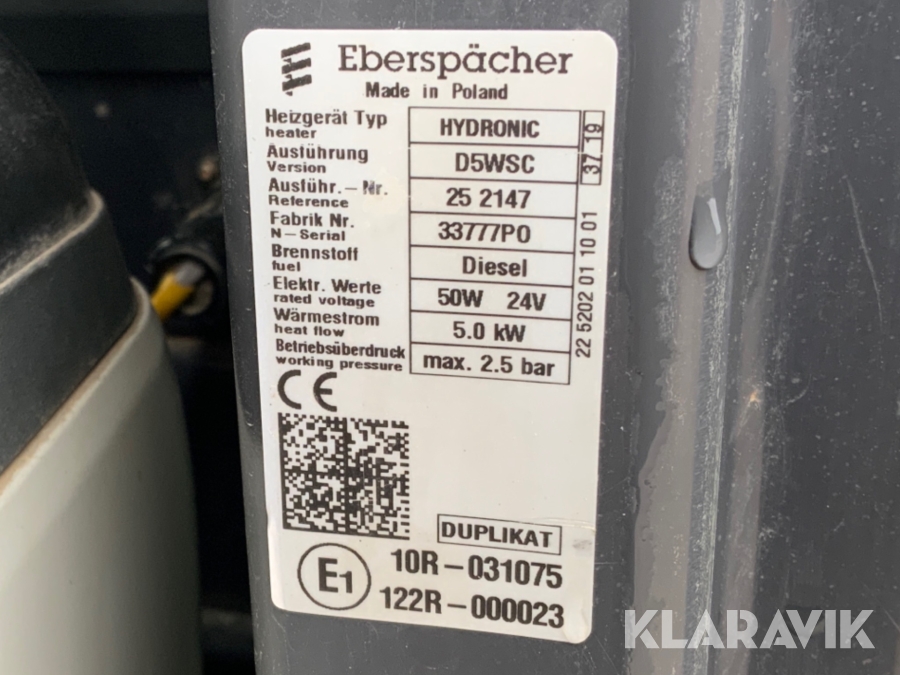 Eberspächer
Made in Poland
Heizgerät Typ
heater
HYDRONIC
Ausführung
Version
D5WSC
Ausführ.-Nr.
Reference
25 2147
Fabrik Nr.
N-Serial
33777P0
Brennstoff
fuel
Diesel
Elektr. Werte
rated voltage
50W 24V
Wärmestrom
heat flow
5.0 kW
Betriebsüberdruck
working pressure
max. 2.5 bar
37 19
22 5202 01 10 01
CE
DUPLIKAT
E1
10R-031075
122R-000023
KLARAVIK